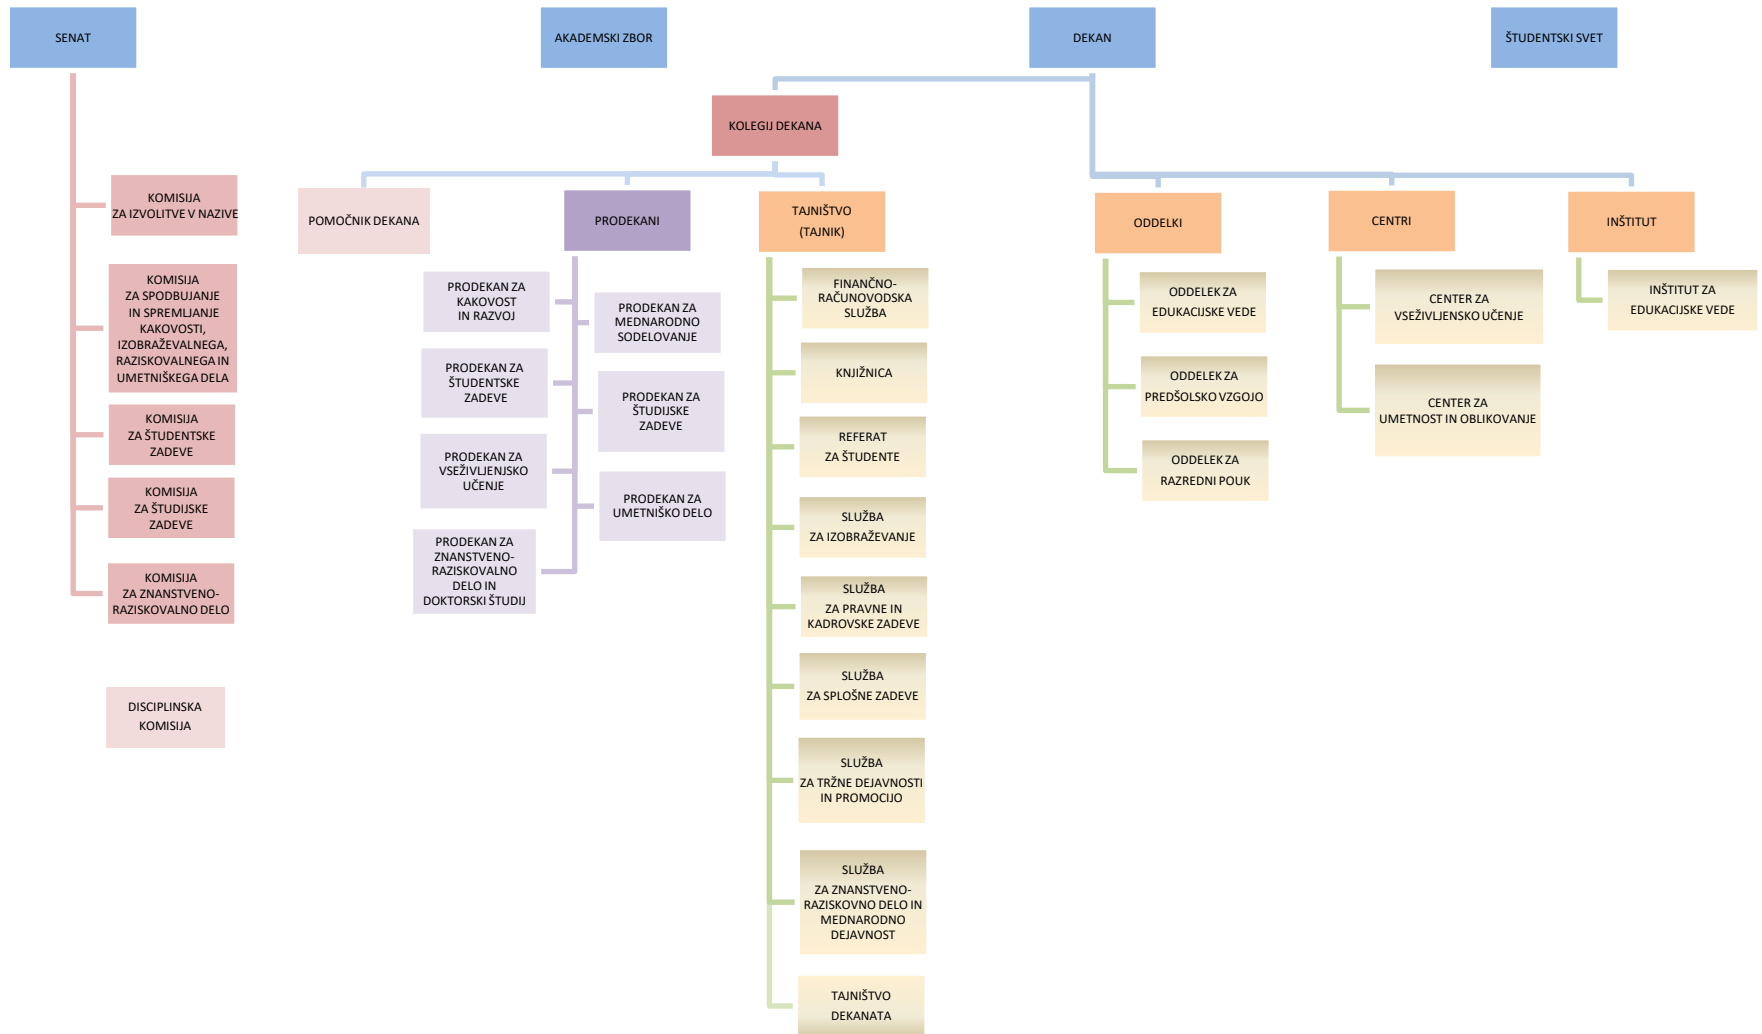 SENAT
AKADEMSKI ZBOR
DEKAN
ŠTUDENTSKI SVET
KOLEGIJ DEKANA
KOMISIJA
ZA IZVOLITVE V NAZIVE
KOMISIJA
ZA SPODBUJANJE
IN SPREMLJANJE
KAKOVOSTI,
IZOBRAŽEVALNEGA,
RAZISKOVALNEGA IN
UMETNIŠKEGA DELA
KOMISIJA
ZA ŠTUDENTSKE
ZADEVE
KOMISIJA
ZA ŠTUDIJSKE
ZADEVE
KOMISIJA
ZA ZNANSTVENO-
RAZISKOVALNO DELO
DISCIPLINSKA
KOMISIJA
POMOČNIK DEKANA
PRODEKANI
PRODEKAN ZA
KAKOVOST
IN RAZVOJ
PRODEKAN ZA
MEDNARODNO
SODELOVANJE
PRODEKAN ZA
ŠTUDENTSKE
ZADEVE
PRODEKAN ZA
ŠTUDIJSKE
ZADEVE
PRODEKAN ZA
VSEŽIVLJENJSKO
UČENJE
PRODEKAN ZA
UMETNIŠKO DELO
PRODEKAN ZA
ZNANSTVENO-
RAZISKOVALNO
DELO IN
DOKTORSKI ŠTUDIJ
TAJNIŠTVO
(TAJNIK)
FINANČNO-
RAČUNOVODSKA
SLUŽBA
KNJIŽNICA
REFERAT
ZA ŠTUDENTE
SLUŽBA
ZA IZOBRAŽEVANJE
SLUŽBA
ZA PRAVNE IN
KADROVSKE ZADEVE
SLUŽBA
ZA SPLOŠNE ZADEVE
SLUŽBA
ZA TRŽNE DEJAVNOSTI
IN PROMOCIJO
SLUŽBA
ZA ZNANSTVENO-
RAZISKOVNO DELO IN
MEDNARODNO
DEJAVNOST
TAJNIŠTVO
DEKANATA
ODDELKI
ODDELEK ZA
EDUKACIJSKE VEDE
ODDELEK ZA
PREDŠOLSKO VZGOJO
ODDELEK ZA
RAZREDNI POUK
CENTRI
CENTER ZA
VSEŽIVLJENSKO UČENJE
CENTER ZA
UMETNOST IN OBLIKOVANJE
INŠTITUT
INŠTITUT ZA
EDUKACIJSKE VEDE